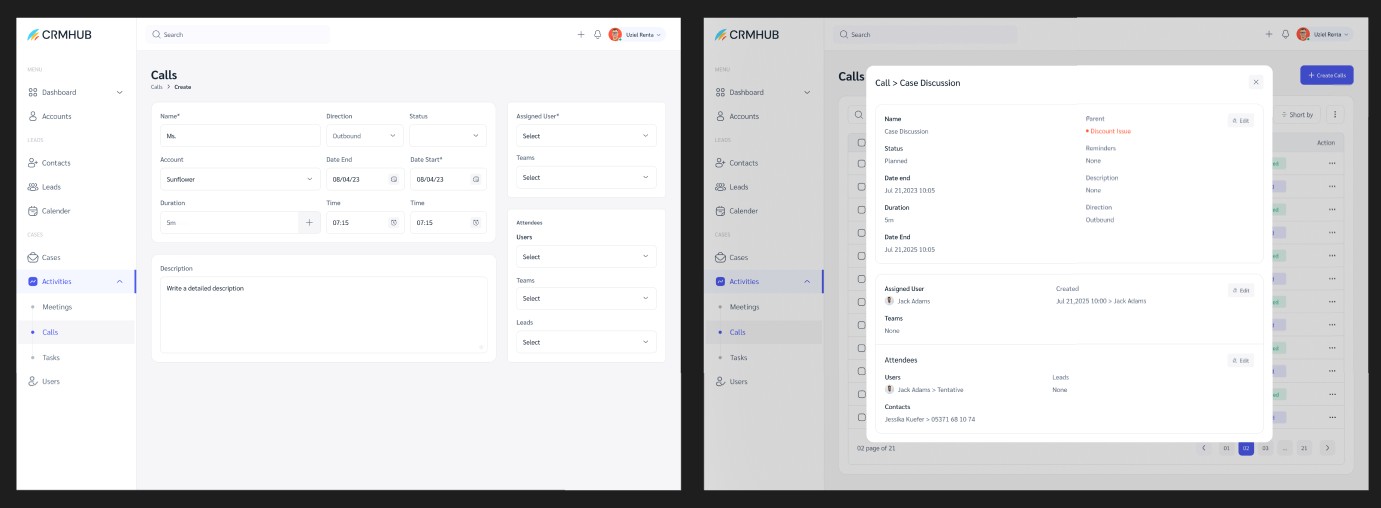 CRMHUB
Search
Uziel Renta
MENU
Dashboard
Accounts
LEADS
Contacts
Leads
Calender
CASES
Cases
Activities
Meetings
Calls
Tasks
Users
Calls
Calls > Create
Name*
Direction
Status
Ms.
Outbound
Account
Date End
Date Start*
Sunflower
08/04/23
08/04/23
Duration
Time
Time
5m
+
07:15
07:15
Description
Write a detailed description
Assigned User*
Select
Teams
Select
Attendees
Users
Select
Teams
Select
Leads
Select
CRMHUB
Search
Uziel Renta
MENU
Dashboard
Accounts
LEADS
Contacts
Leads
Calender
CASES
Cases
Activities
Meetings
Calls
Tasks
Users
Calls
+ Create Calls
Short by
Action
Call > Case Discussion
Name
Parent
Edit
Case Discussion
Discount Issue
Status
Reminders
Planned
None
Date end
Description
Jul 21,2023 10:05
None
Duration
Direction
5m
Outbound
Date End
Jul 21,2025 10:05
Assigned User
Created
Edit
Jack Adams
Jul 21,2025 10:00 > Jack Adams
Teams
None
Attendees
Edit
Users
Leads
Jack Adams > Tentative
None
Contacts
Jessika Kuefer > 05371 68 10 74
02 page of 21
01
02
03
...
21